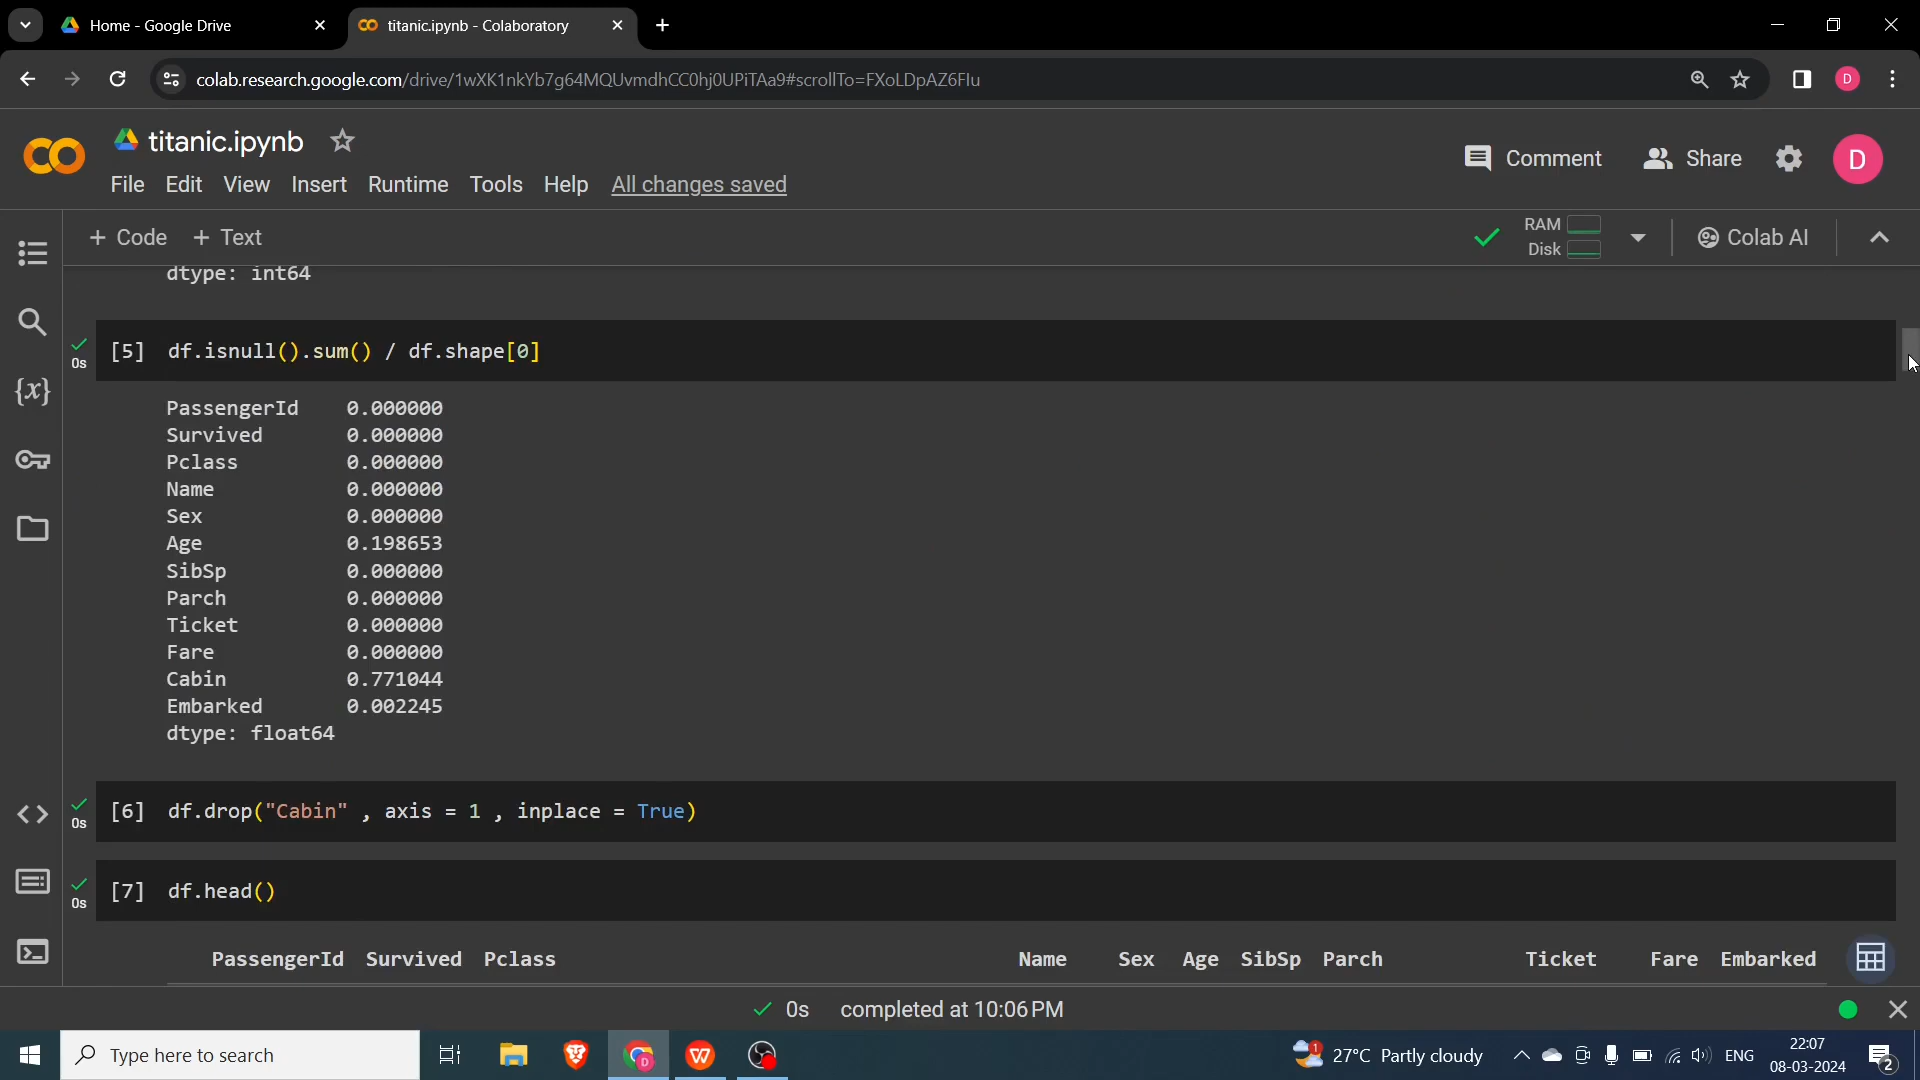 Home - Google Drive
titanic.ipynb - Colaboratory
colab.research.google.com/drive/1wXK1nkYb7g64MQUvmdhCC0hj0UPiTAa9#scrollTo=FXoLDpAZ6FIu
D
titanic.ipynb
Comment Share D
File Edit View Insert Runtime Tools Help All changes saved
+ Code + Text
RAM
Disk
Colab AI
dtype: int64
{x}
0s
[5] df.isnull().sum() / df.shape[0]
PassengerId 0.000000
Survived 0.000000
Pclass 0.000000
Name 0.000000
Sex 0.000000
Age 0.198653
SibSp 0.000000
Parch 0.000000
Ticket 0.000000
Fare 0.000000
Cabin 0.771044
Embarked 0.002245
dtype: float64
0s
[6] df.drop("Cabin" , axis = 1 , inplace = True)
0s
[7] df.head()
PassengerId Survived Pclass Name Sex Age SibSp Parch Ticket Fare Embarked
0s completed at 10:06 PM
Type here to search
D
W
1
27°C Partly cloudy
ENG
22:07
08-03-2024
2